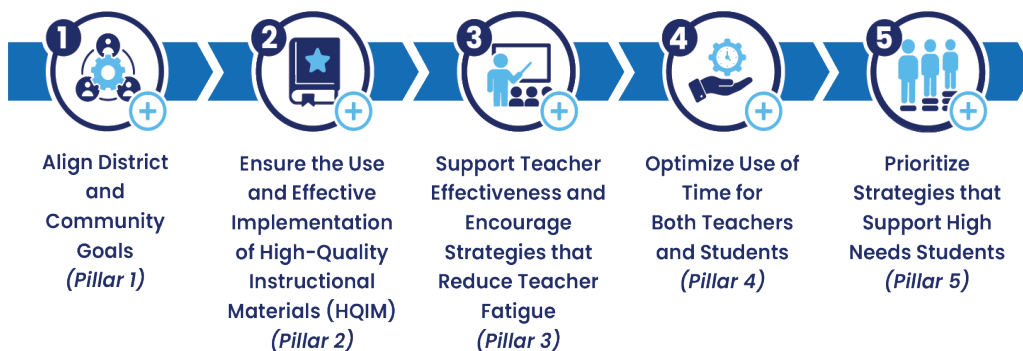 1
Align District
and
Community
Goals
(Pillar 1)
2
Ensure the Use
and Effective
Implementation
of High-Quality
Instructional
Materials (HQIM)
(Pillar 2)
3
Support Teacher
Effectiveness and
Encourage
Strategies that
Reduce Teacher
Fatigue
(Pillar 3)
4
Optimize Use of
Time for
Both Teachers
and Students
(Pillar 4)
5
Prioritize
Strategies that
Support High
Needs Students
(Pillar 5)